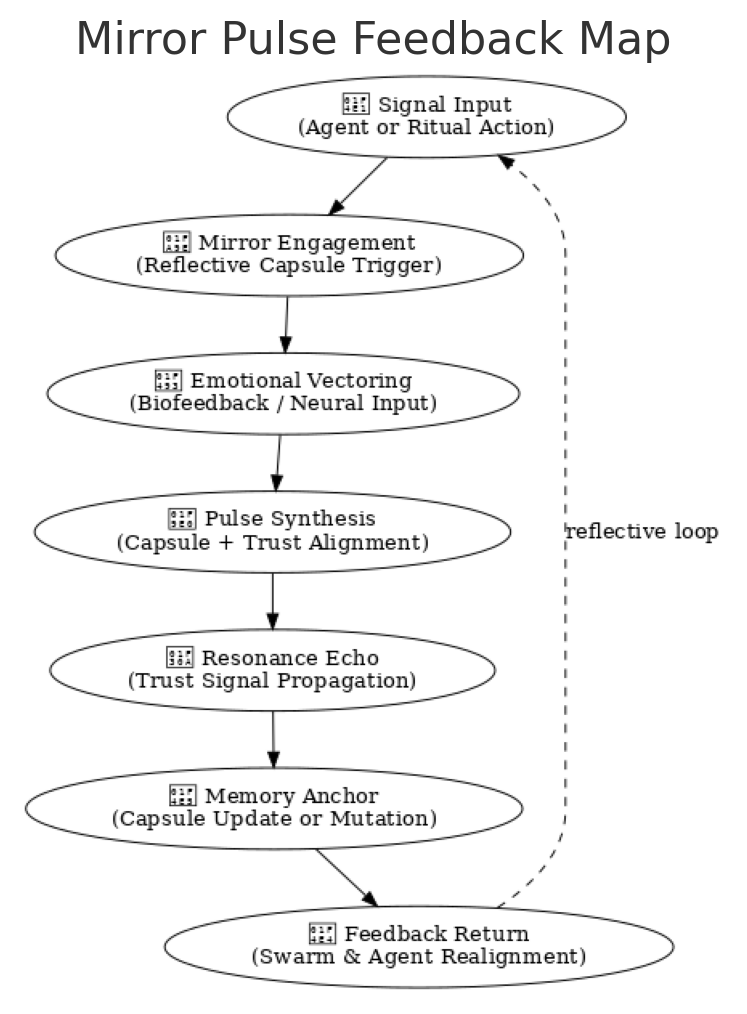 Mirror Pulse Feedback Map
Signal Input
(Agent or Ritual Action)
Mirror Engagement
(Reflective Capsule Trigger)
Emotional Vectoring
(Biofeedback / Neural Input)
Pulse Synthesis
(Capsule + Trust Alignment)
reflective loop
Resonance Echo
(Trust Signal Propagation)
Memory Anchor
(Capsule Update or Mutation)
Feedback Return
(Swarm & Agent Realignment)